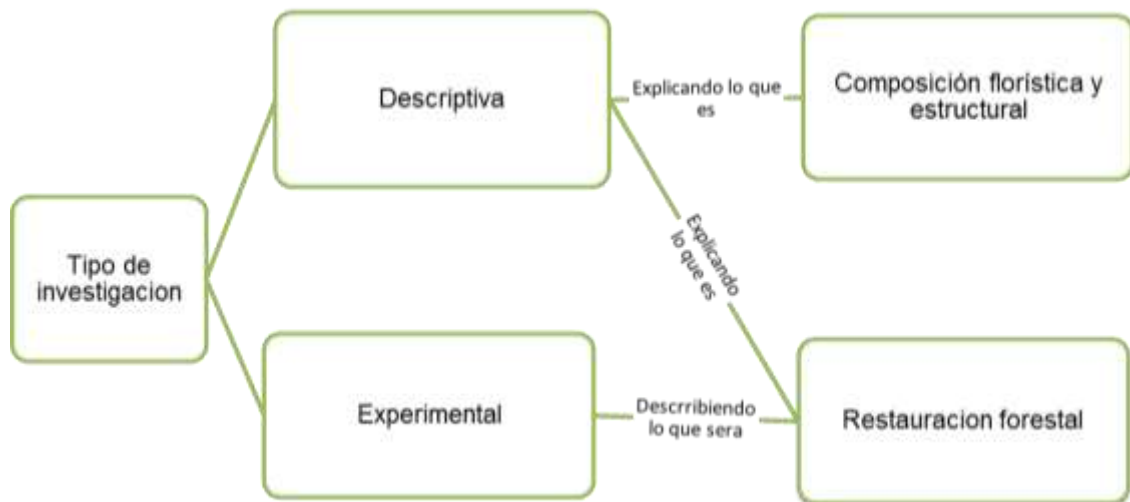 Descriptiva
Explicando lo que
es
Composición florística y
estructural
Tipo de
investigacion
Explicando
lo que es
Experimental
Descrribiendo
lo que sera
Restauracion forestal